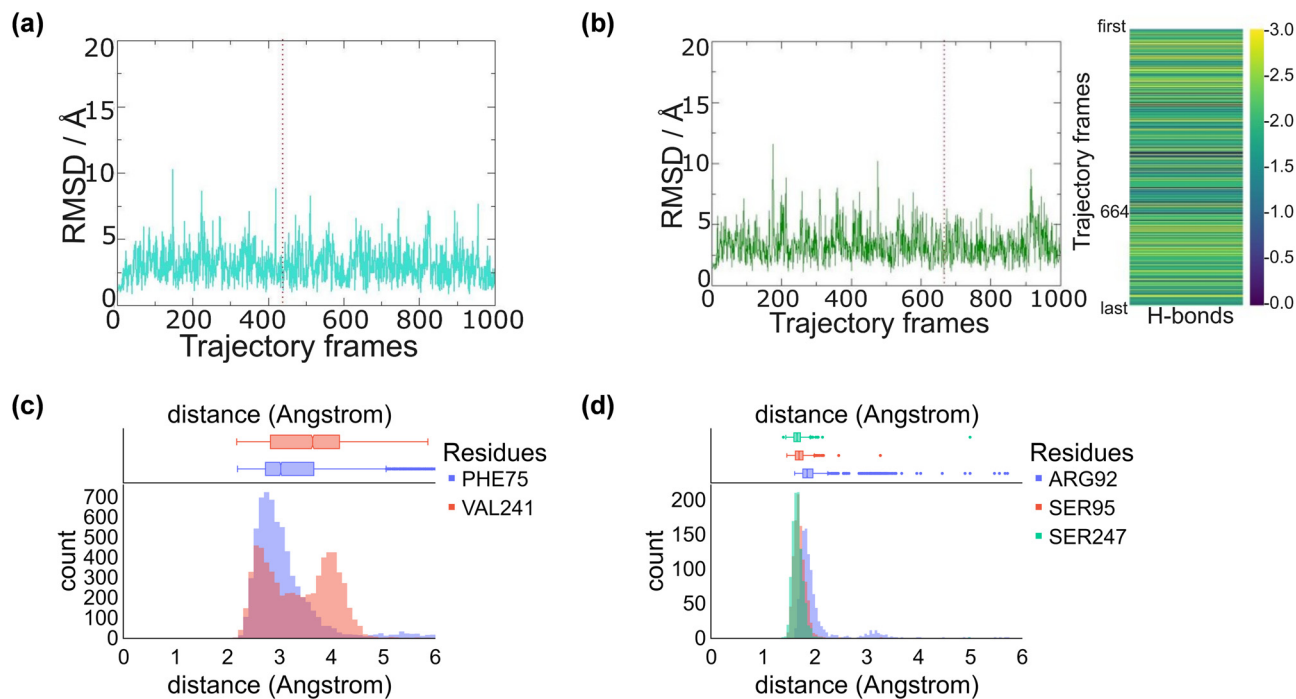 (a)
20
15
10
5
0
RMSD / Å
0 200 400 600 800 1000
Trajectory frames
(b)
20
15
10
5
0
RMSD / Å
0 200 400 600 800 1000
Trajectory frames
first
664
last
Trajectory frames
H-bonds
3.0
2.5
2.0
1.5
1.0
0.5
0.0
(c)
distance (Angstrom)
Residues
PHE75
VAL241
700
600
500
400
300
200
100
0
count
0 1 2 3 4 5 6
distance (Angstrom)
(d)
distance (Angstrom)
Residues
ARG92
SER95
SER247
200
150
100
50
0
count
0 1 2 3 4 5 6
distance (Angstrom)